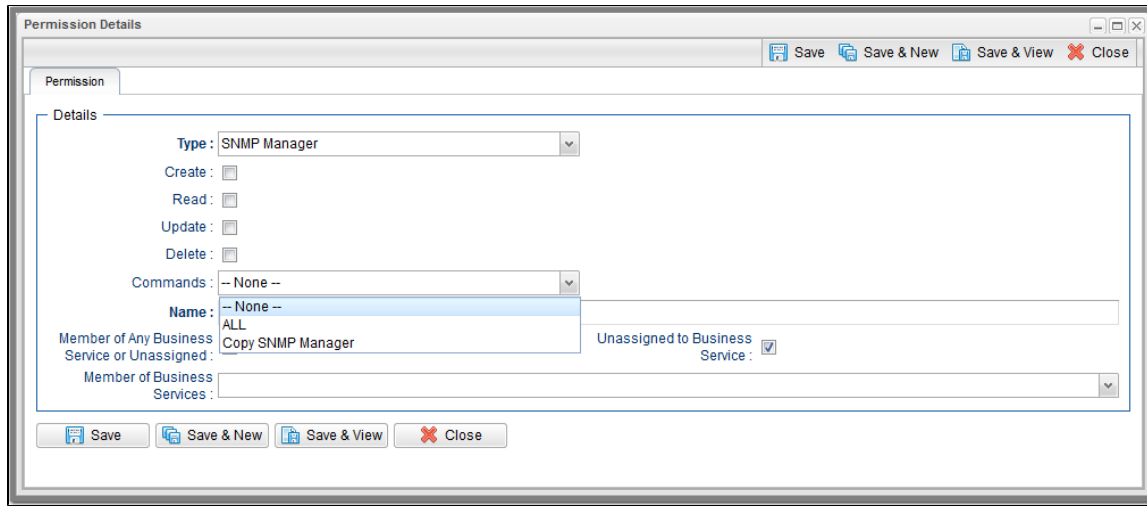 Permission Details
Save Save & New Save & View Close
Permission
Details
Type : SNMP Manager
Create :
Read :
Update :
Delete :
Commands : -- None --
Name : -- None --
ALL
Copy SNMP Manager
Member of Any Business
Service or Unassigned :
Unassigned to Business
Service :
Member of Business
Services :
Save Save & New Save & View Close